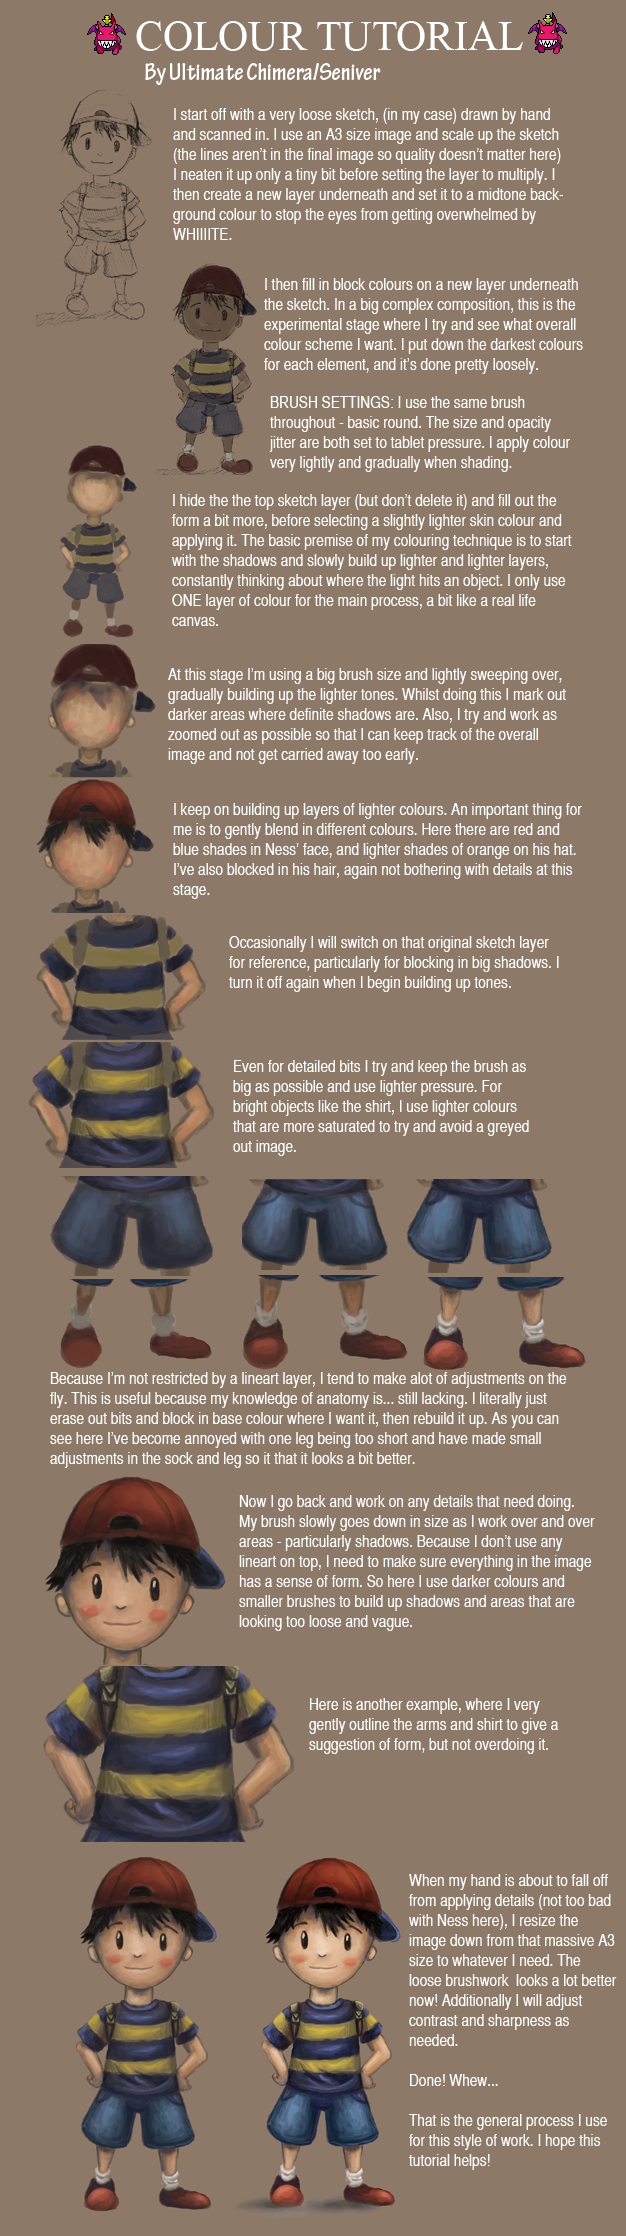 COLOUR TUTORIAL
By Ultimate Chimera/Seniver
I start off with a very loose sketch, (in my case) drawn by hand
and scanned in. I use an A3 size image and scale up the sketch
(the lines aren't in the final image so quality doesn't matter here)
I neaten it up only a tiny bit before setting the layer to multiply. I
then create a new layer underneath and set it to a midtone back-
ground colour to stop the eyes from getting overwhelmed by
WHIIIITE.
I then fill in block colours on a new layer underneath
the sketch. In a big complex composition, this is the
experimental stage where I try and see what overall
colour scheme I want. I put down the darkest colours
for each element, and it's done pretty loosely.
BRUSH SETTINGS: I use the same brush
throughout - basic round. The size and opacity
jitter are both set to tablet pressure. I apply colour
very lightly and gradually when shading.
I hide the the top sketch layer (but don't delete it) and fill out the
form a bit more, before selecting a slightly lighter skin colour and
applying it. The basic premise of my colouring technique is to start
with the shadows and slowly build up lighter and lighter layers,
constantly thinking about where the light hits an object. I only use
ONE layer of colour for the main process, a bit like a real life
canvas.
At this stage I'm using a big brush size and lightly sweeping over,
gradually building up the lighter tones. Whilst doing this I mark out
darker areas where definite shadows are. Also, I try and work as
zoomed out as possible so that I can keep track of the overall
image and not get carried away too early.
I keep on building up layers of lighter colours. An important thing for
me is to gently blend in different colours. Here there are red and
blue shades in Ness' face, and lighter shades of orange on his hat.
I've also blocked in his hair, again not bothering with details at this
stage.
Occasionally I will switch on that original sketch layer
for reference, particularly for blocking in big shadows. I
turn it off again when I begin building up tones.
Even for detailed bits I try and keep the brush as
big as possible and use lighter pressure. For
bright objects like the shirt, I use lighter colours
that are more saturated to try and avoid a greyed
out image.
Because I'm not restricted by a lineart layer, I tend to make alot of adjustments on the
fly. This is useful because my knowledge of anatomy is... still lacking. I literally just
erase out bits and block in base colour where I want it, then rebuild it up. As you can
see here I've become annoyed with one leg being too short and have made small
adjustments in the sock and leg so it that it looks a bit better.
Now I go back and work on any details that need doing.
My brush slowly goes down in size as I work over and over
areas - particularly shadows. Because I don't use any
lineart on top, I need to make sure everything in the image
has a sense of form. So here I use darker colours and
smaller brushes to build up shadows and areas that are
looking too loose and vague.
Here is another example, where I very
gently outline the arms and shirt to give a
suggestion of form, but not overdoing it.
When my hand is about to fall off
from applying details (not too bad
with Ness here), I resize the
image down from that massive A3
size to whatever I need. The
loose brushwork looks a lot better
now! Additionally I will adjust
contrast and sharpness as
needed.
Done! Whew...
That is the general process I use
for this style of work. I hope this
tutorial helps!